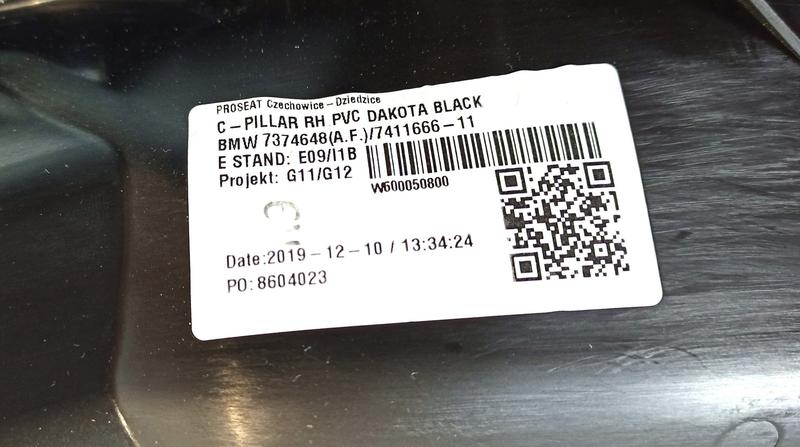 PROSEAT Czechowice – Dziedzice
C – PILLAR RH PVC DAKOTA BLACK
BMW 7374648(A.F.)/7411666 – 11
E STAND: E09/I1B
Projekt: G11/G12
W600050800
Date:2019 – 12 – 10 / 13:34:24
PO: 8604023